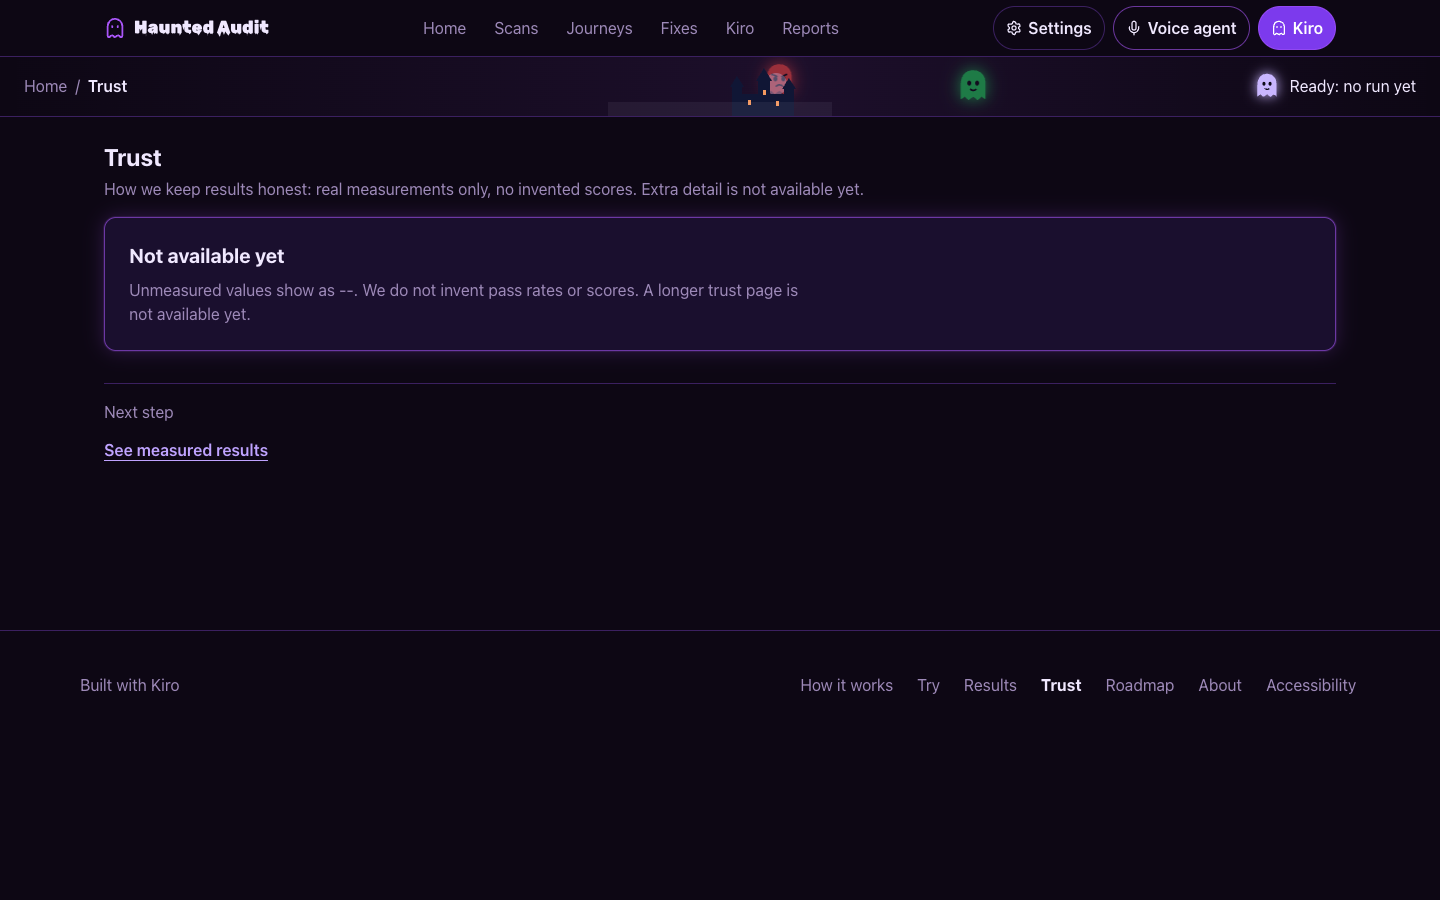 Haunted Audit
Home Scans Journeys Fixes Kiro Reports
Settings Voice agent Kiro
Home / Trust
Ready: no run yet
Trust
How we keep results honest: real measurements only, no invented scores. Extra detail is not available yet.
Not available yet
Unmeasured values show as --. We do not invent pass rates or scores. A longer trust page is
not available yet.
Next step
See measured results
Built with Kiro
How it works Try Results Trust Roadmap About Accessibility